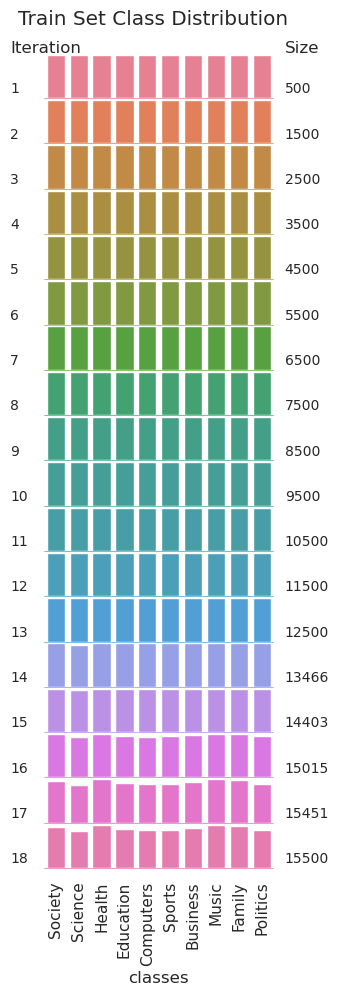 Train Set Class Distribution
Iteration Size
1 500
2 1500
3 2500
4 3500
5 4500
6 5500
7 6500
8 7500
9 8500
10 9500
11 10500
12 11500
13 12500
14 13466
15 14403
16 15015
17 15451
18 15500
Society
Science
Health
Education
Computers
Sports
Business
Music
Family
Politics
classes